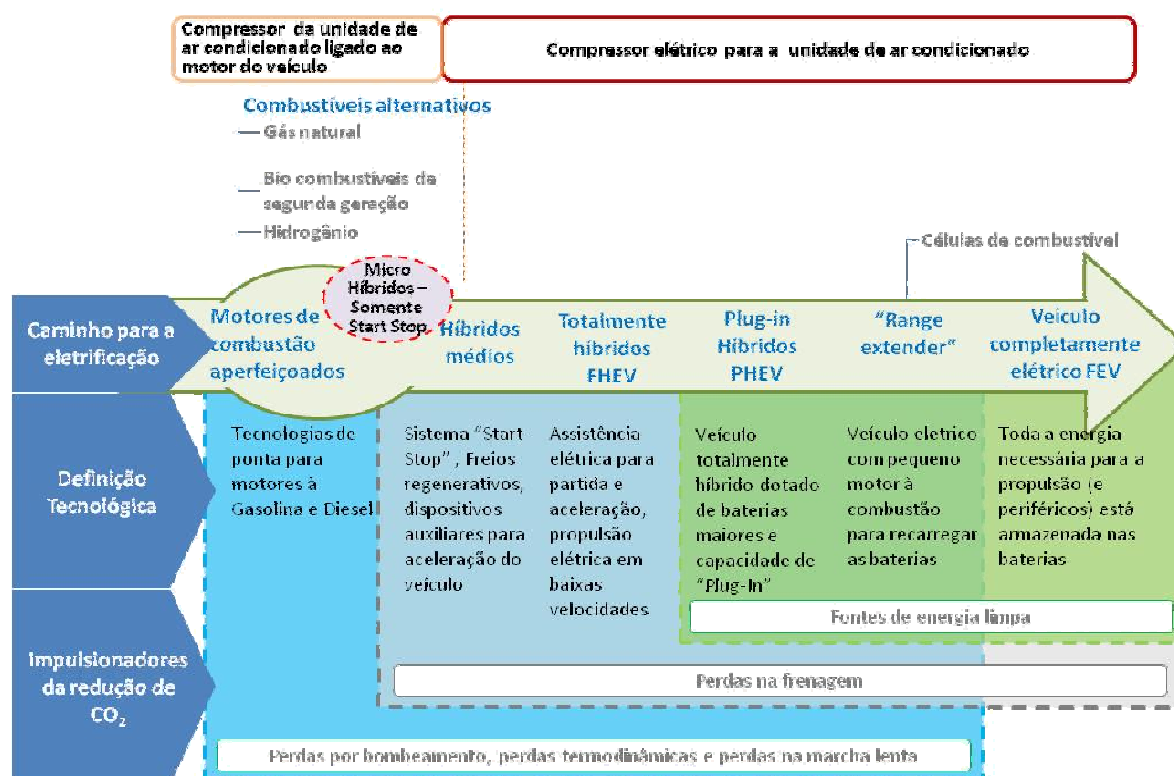 Compressor da unidade de
ar condicionado ligado ao
motor do veículo
Compressor elétrico para a unidade de ar condicionado
Combustíveis alternativos
Gás natural
Bio combustíveis da
segunda geração
Hidrogênio
Células de combustível
Caminho para a
eletrificação
Motores de
combustão
aperfeiçoados
Micro
Híbridos –
Somente
Start Stop
Híbridos
médios
Totalmente
híbridos
FHEV
Plug-in
Híbridos
PHEV
“Range
extender”
Veiculo
completamente
elétrico FEV
Definição
Tecnológica
Tecnologias de
ponta para
motores à
Gasolina e Diesel
Sistema “Start
Stop” , Freios
regenerativos,
dispositivos
auxiliares para
aceleração do
veículo
Assistência
elétrica para
partida e
aceleração,
propulsão
elétrica em
baixas
velocidades
Veículo
totalmente
híbrido dotado
de baterias
maiores e
capacidade de
“Plug-In”
Veículo eletrico
com pequeno
motor à
combustão
para recarregar
as baterias
Toda a energia
necessária para a
propulsão (e
periféricos) está
armazenada nas
baterias
Impulsionadores
da redução de
CO₂
Fontes de energia limpa
Perdas na frenagem
Perdas por bombeamento, perdas termodinâmicas e perdas na marcha lenta